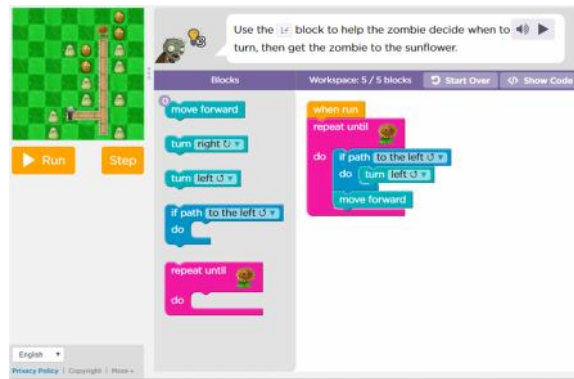 Use the if block to help the zombie decide when to
turn, then get the zombie to the sunflower.
Blocks
Workspace: 5 / 5 blocks
Start Over
Show Code
Run
Step
move forward
turn right
turn left
if path to the left
do
repeat until
do
when run
repeat until
do if path to the left
do turn left
move forward
English
Privacy Policy | Copyright | More